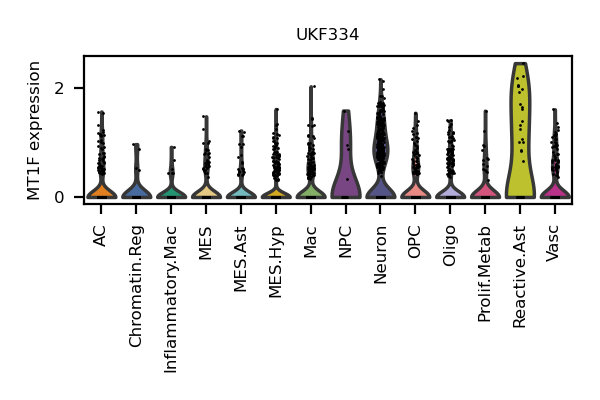 UKF334
MT1F expression
2
0
AC
Chromatin.Reg
Inflammatory.Mac
MES
MES.Ast
MES.Hyp
Mac
NPC
Neuron
OPC
Oligo
Prolif.Metab
Reactive.Ast
Vasc